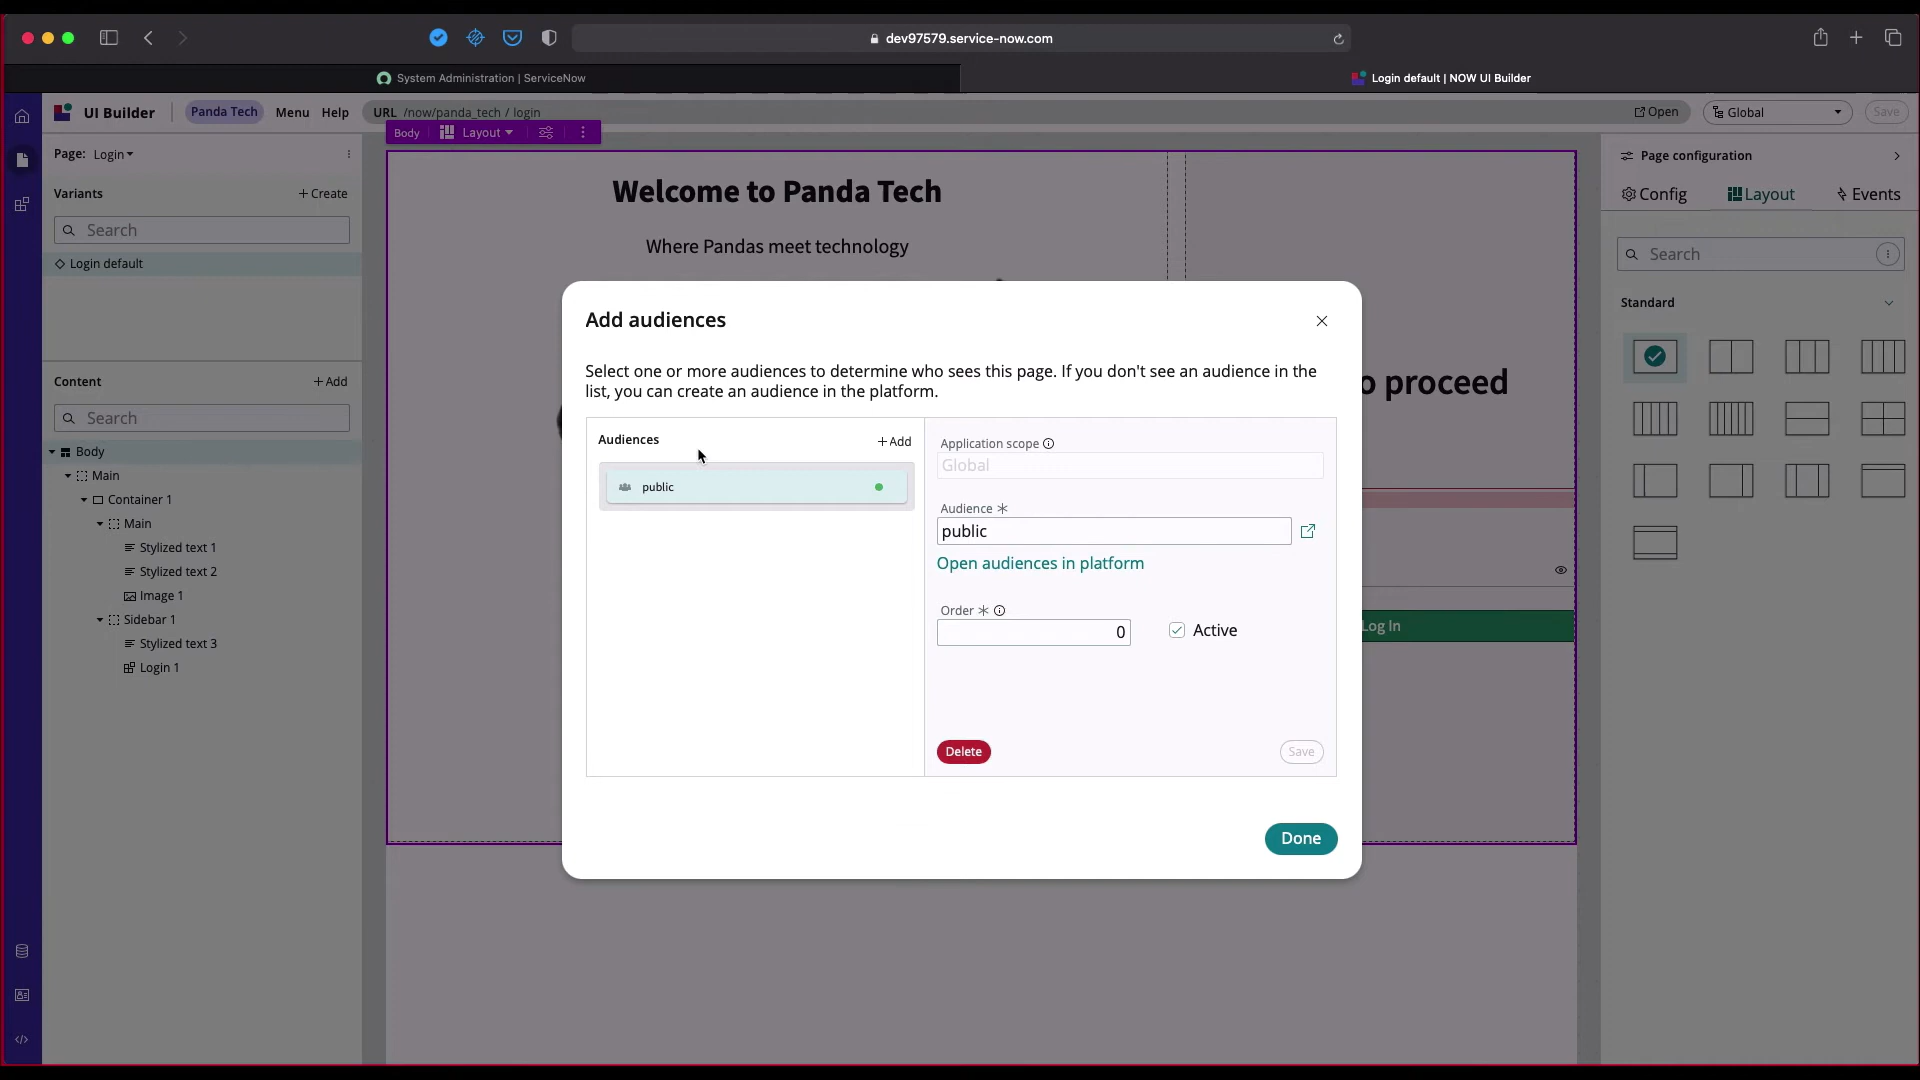 dev97579.service-now.com
System Administration | ServiceNow
Login default | NOW UI Builder
UI Builder
Panda Tech
Menu
Help
URL /now/panda_tech / login
Open
Global
Save
Body
Layout
Page: Login
Variants
+ Create
Search
Login default
Content
+ Add
Search
Body
Main
Container 1
Main
Stylized text 1
Stylized text 2
Image 1
Sidebar 1
Stylized text 3
Login 1
Welcome to Panda Tech
Where Pandas meet technology
o proceed
Log In
Add audiences
Select one or more audiences to determine who sees this page. If you don't see an audience in the
list, you can create an audience in the platform.
Audiences
+ Add
public
Application scope
Global
Audience *
public
Open audiences in platform
Order *
0
Active
Delete
Save
Done
Page configuration
Config
Layout
Events
Search
Standard